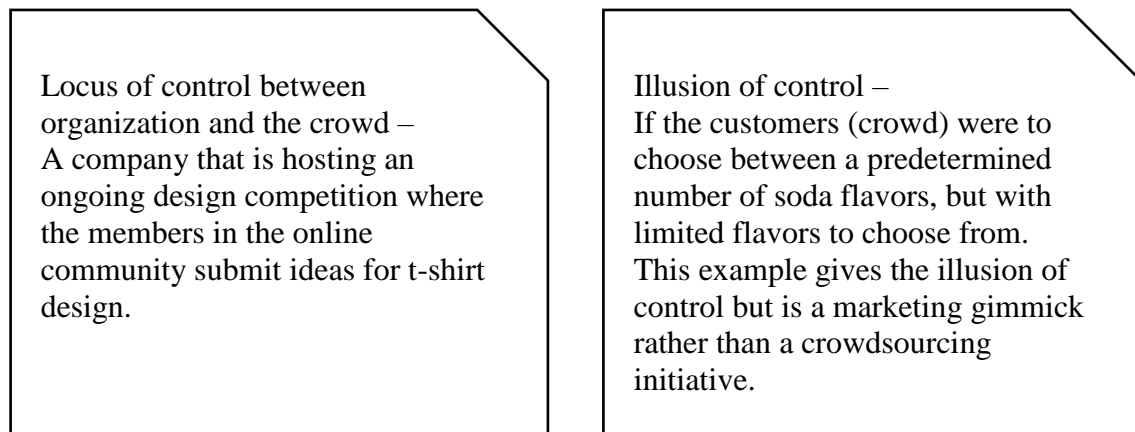 Locus of control between
organization and the crowd –
A company that is hosting an
ongoing design competition where
the members in the online
community submit ideas for t-shirt
design.
Illusion of control –
If the customers (crowd) were to
choose between a predetermined
number of soda flavors, but with
limited flavors to choose from.
This example gives the illusion of
control but is a marketing gimmick
rather than a crowdsourcing
initiative.